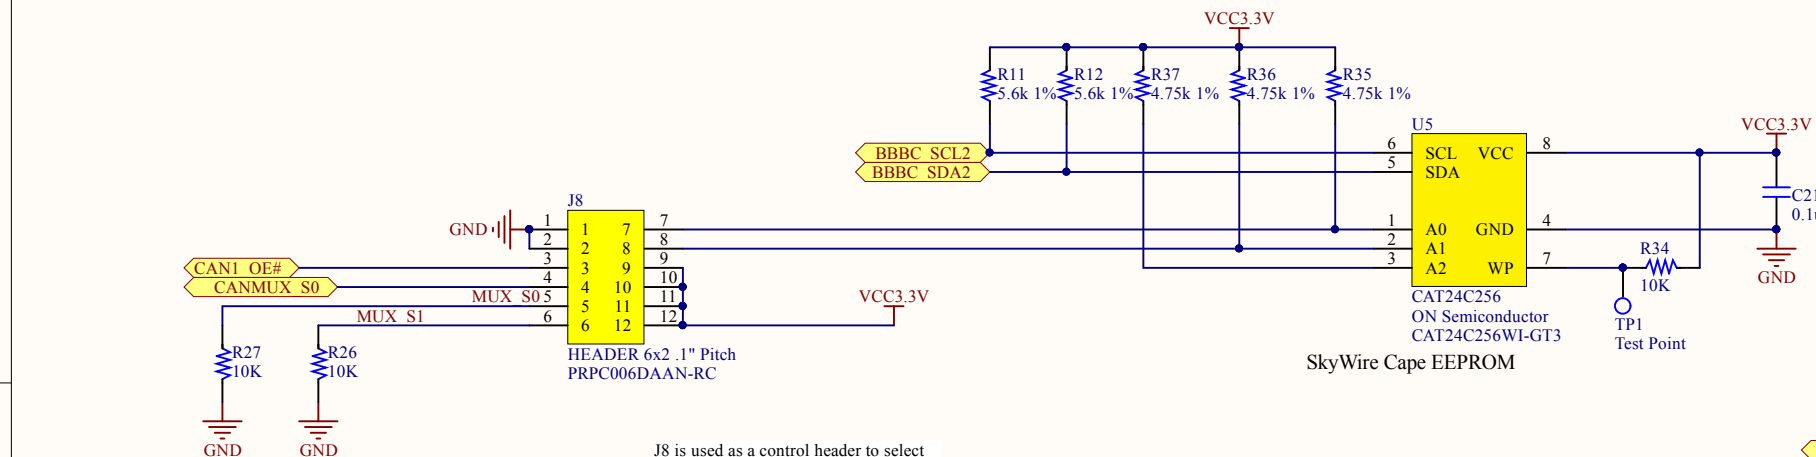 VCC3.3V
R11
5.6k 1%
R12
5.6k 1%
R37
4.75k 1%
R36
4.75k 1%
R35
4.75k 1%
BBBC_SCL2
BBBC_SDA2
U5
6
5
1
2
3
SCL VCC
SDA
A0 GND
A1
A2 WP
8
4
7
CAT24C256
ON Semiconductor
CAT24C256WI-GT3
SkyWire Cape EEPROM
VCC3.3V
C21
0.1u
GND
R34
10K
TP1
Test Point
J8
GND
1
2
3
4
5
6
1 7
2 8
3 9
4 10
5 11
6 12
7
8
9
10
11
12
HEADER 6x2 .1" Pitch
PRPC006DAAN-RC
CAN1_OE#
CANMUX_S0
MUX_S0
MUX_S1
VCC3.3V
R27
10K
GND
R26
10K
GND
J8 is used as a control header to select